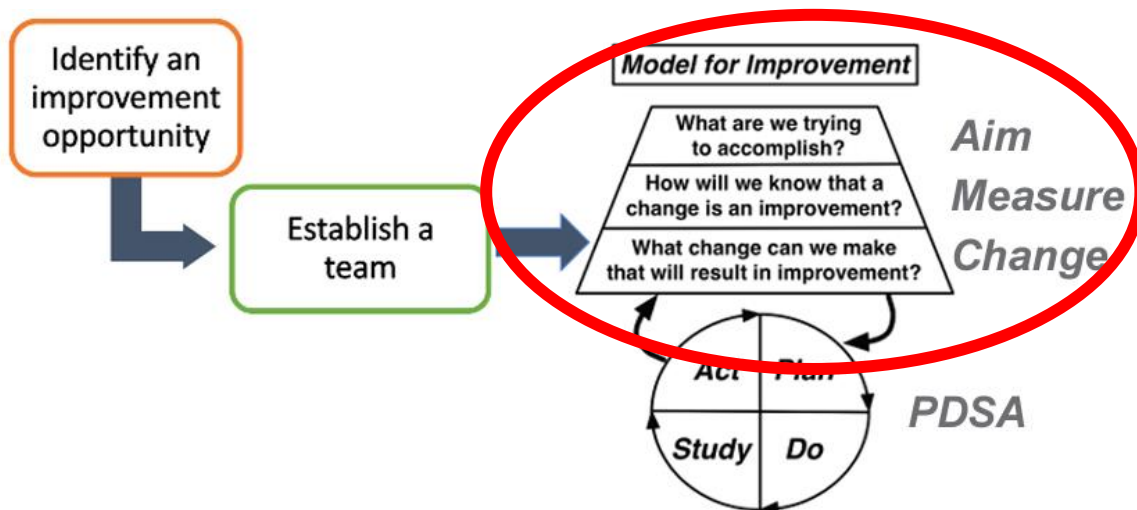 Identify an
improvement
opportunity
Establish a
team
Model for Improvement
What are we trying
to accomplish?
How will we know that a
change is an improvement?
What change can we make
that will result in improvement?
Aim
Measure
Change
Act
Plan
Study
Do
PDSA